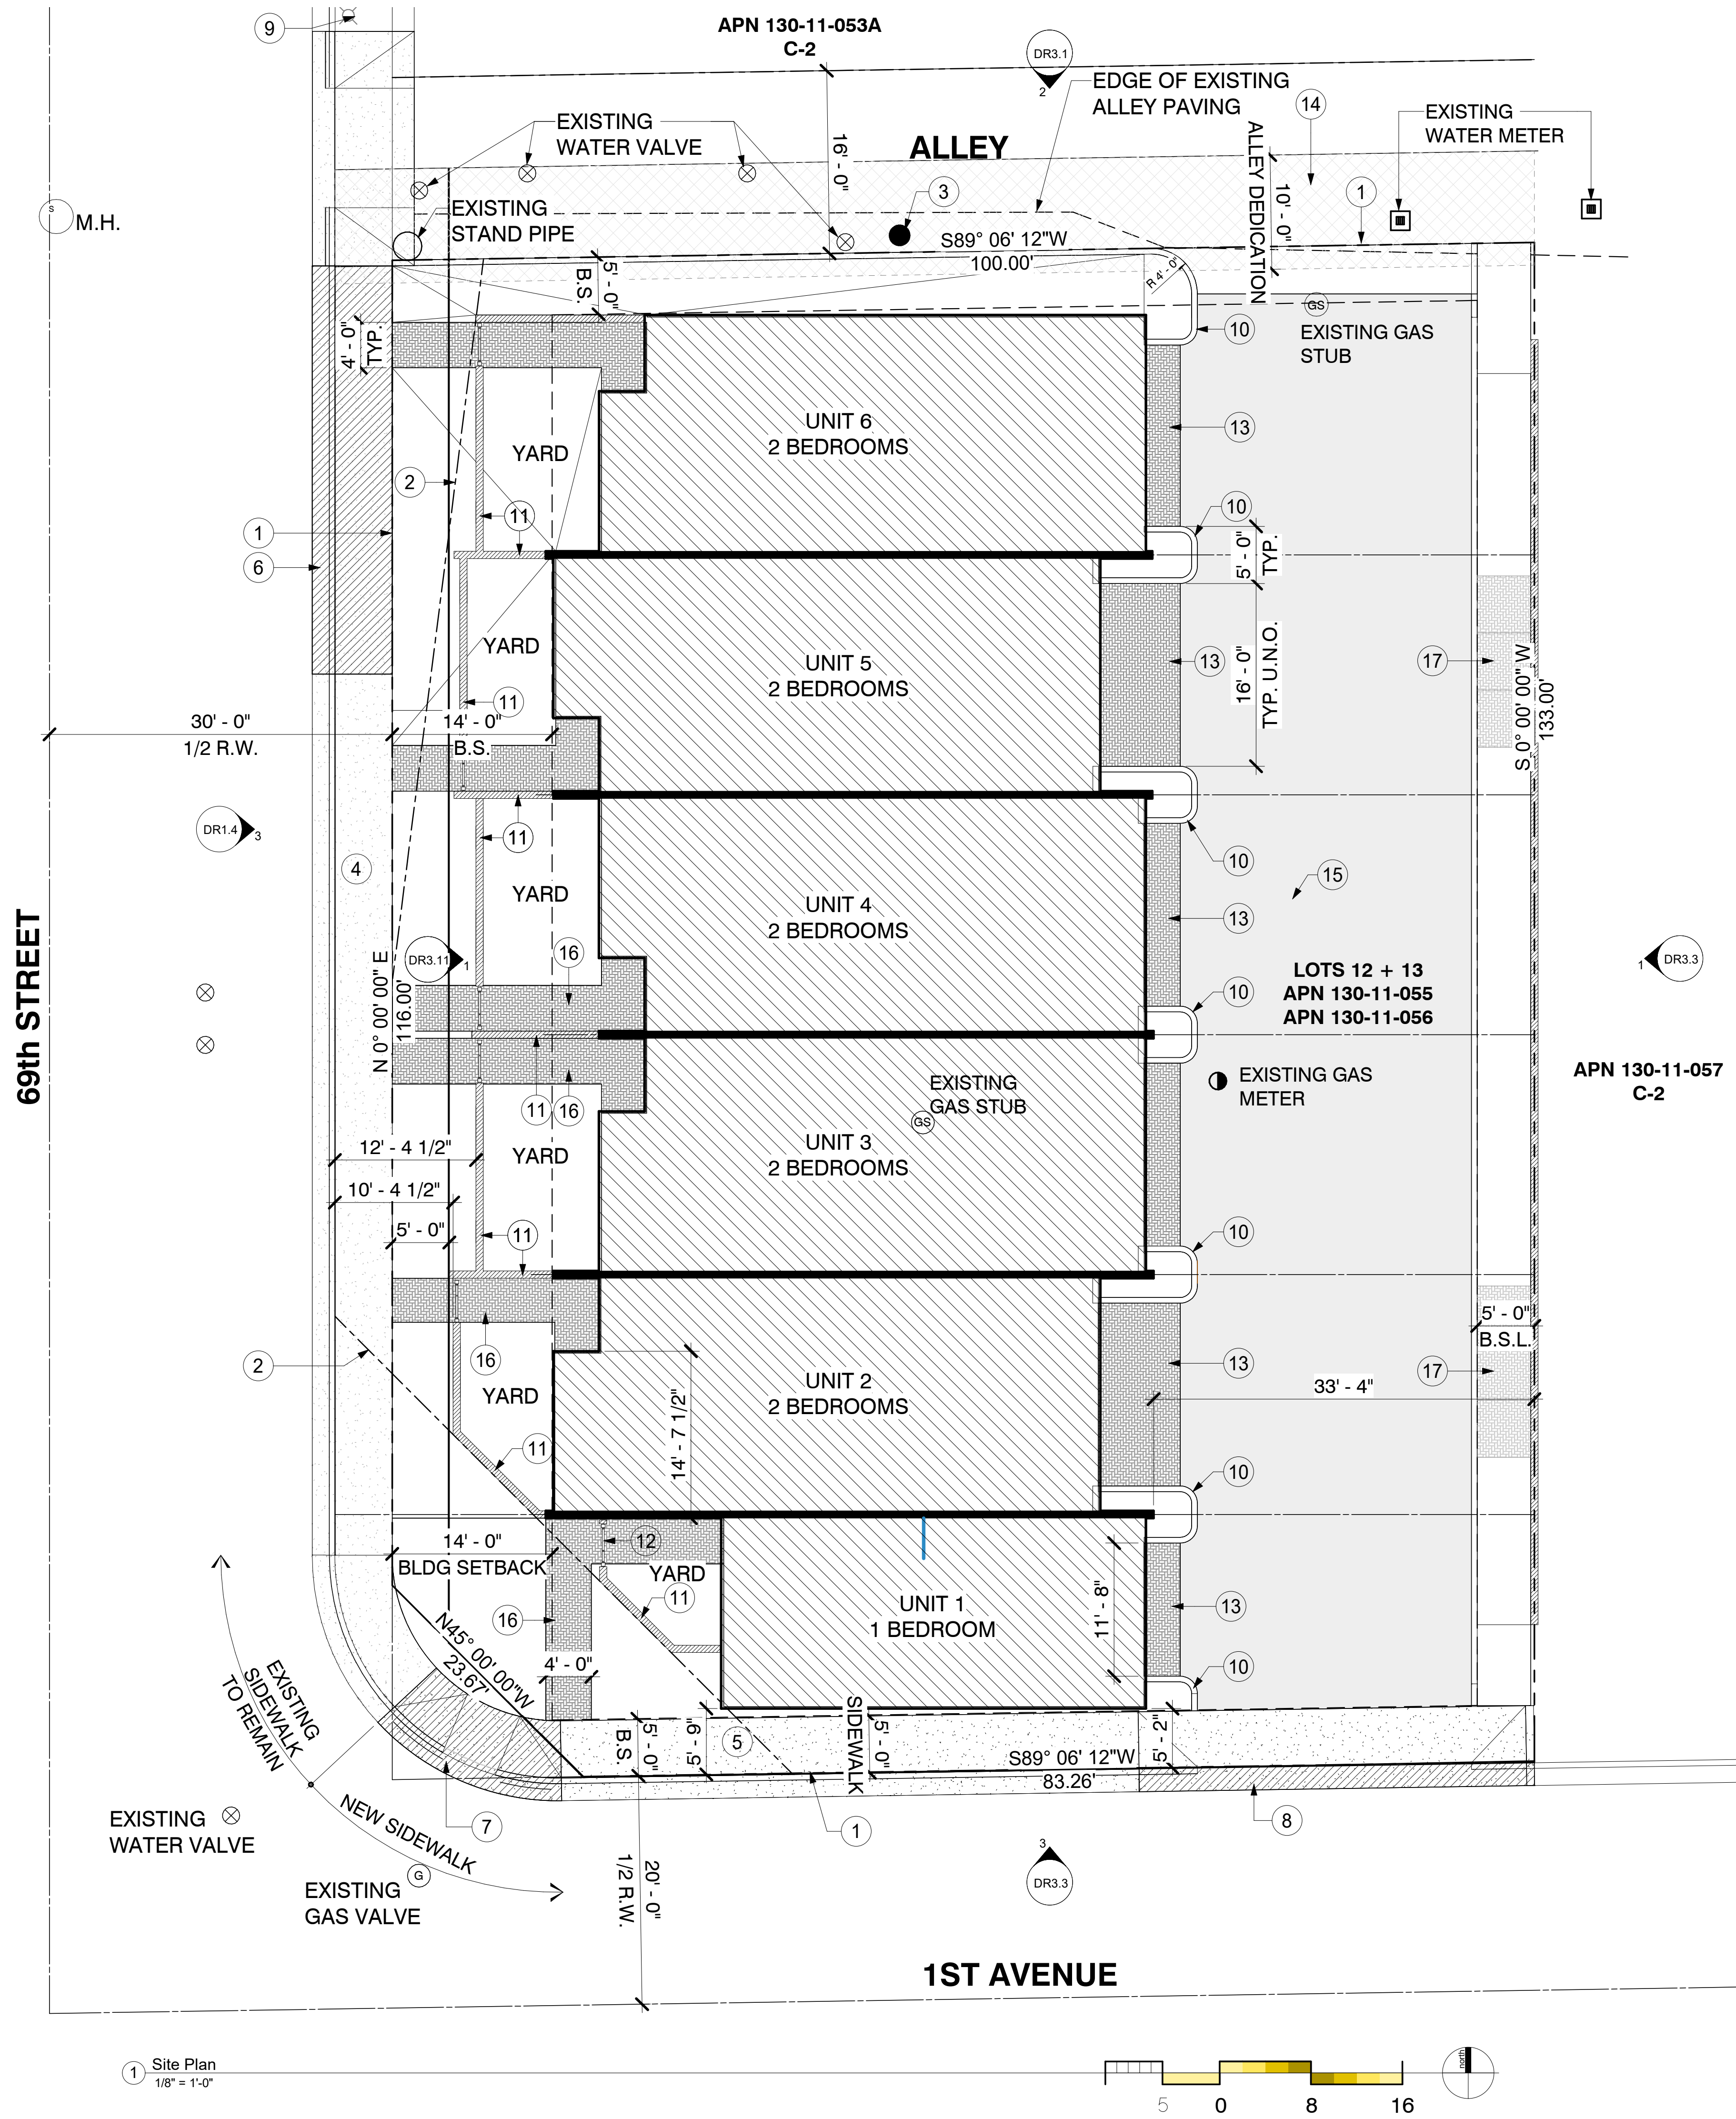 9
APN 130-11-053A
C-2
DR3.1
2
EDGE OF EXISTING
ALLEY PAVING
14
EXISTING
WATER METER
EXISTING
WATER VALVE
16' - 0"
ALLEY
ALLEY DEDICATION
10' - 0"
3
1
S
M.H.
EXISTING
STAND PIPE
S89° 06' 12"W
100.00'
5' - 0"
B.S.
R 4' - 0"
GS
EXISTING GAS
STUB
10
4' - 0"
TYP.
UNIT 6
2 BEDROOMS
13
YARD
2
11
10
1
6
5' - 0"
TYP.
YARD
UNIT 5
2 BEDROOMS
13
16' - 0"
TYP. U.N.O.
17
S 0° 00' 00" W
133.00'
11
30' - 0"
1/2 R.W.
14' - 0"
B.S.
DR1.4
3
11
10
4
15
YARD
UNIT 4
2 BEDROOMS
13
69th STREET
DR3.11
1
16
N 0° 00' 00" E
116.00'
10
LOTS 12 + 13
APN 130-11-055
APN 130-11-056
1
DR3.3
APN 130-11-057
C-2
EXISTING
GAS STUB
GS
EXISTING GAS
METER
11
16
12' - 4 1/2"
YARD
UNIT 3
2 BEDROOMS
10' - 4 1/2"
5' - 0"
11
10
5' - 0"
B.S.L.
2
16
13
17
YARD
UNIT 2
2 BEDROOMS
33' - 4"
14' - 7 1/2"
11
10
14' - 0"
BLDG SETBACK
12
YARD
11
UNIT 1
1 BEDROOM
11' - 8"
13
16
N45° 00' 00"W
23.67'
4' - 0"
10
EXISTING
SIDEWALK
TO REMAIN
5' - 0"
B.S.
5' - 6"
5
SIDEWALK
5' - 0"
S89° 06' 12"W
83.26'
5' - 2"
EXISTING
WATER VALVE
NEW SIDEWALK
7
1
8
G
EXISTING
GAS VALVE
20' - 0"
1/2 R.W.
3
DR3.3
1ST AVENUE
1
Site Plan
1/8" = 1'-0"
5
0
8
16
north